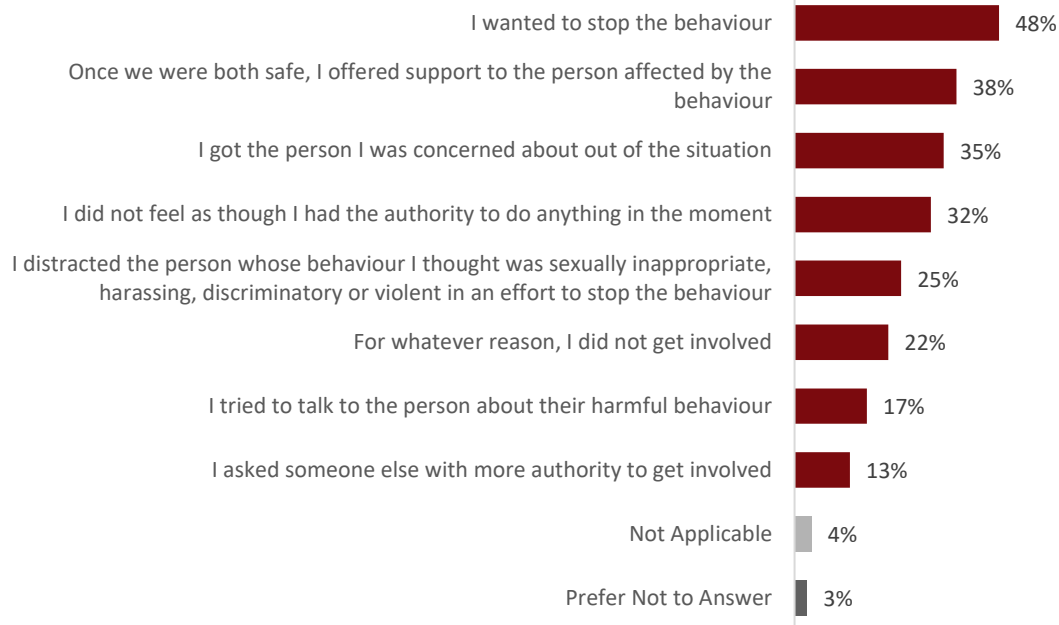 I wanted to stop the behaviour 48%
Once we were both safe, I offered support to the person affected by the
behaviour 38%
I got the person I was concerned about out of the situation 35%
I did not feel as though I had the authority to do anything in the moment 32%
I distracted the person whose behaviour I thought was sexually inappropriate,
harassing, discriminatory or violent in an effort to stop the behaviour 25%
For whatever reason, I did not get involved 22%
I tried to talk to the person about their harmful behaviour 17%
I asked someone else with more authority to get involved 13%
Not Applicable 4%
Prefer Not to Answer 3%